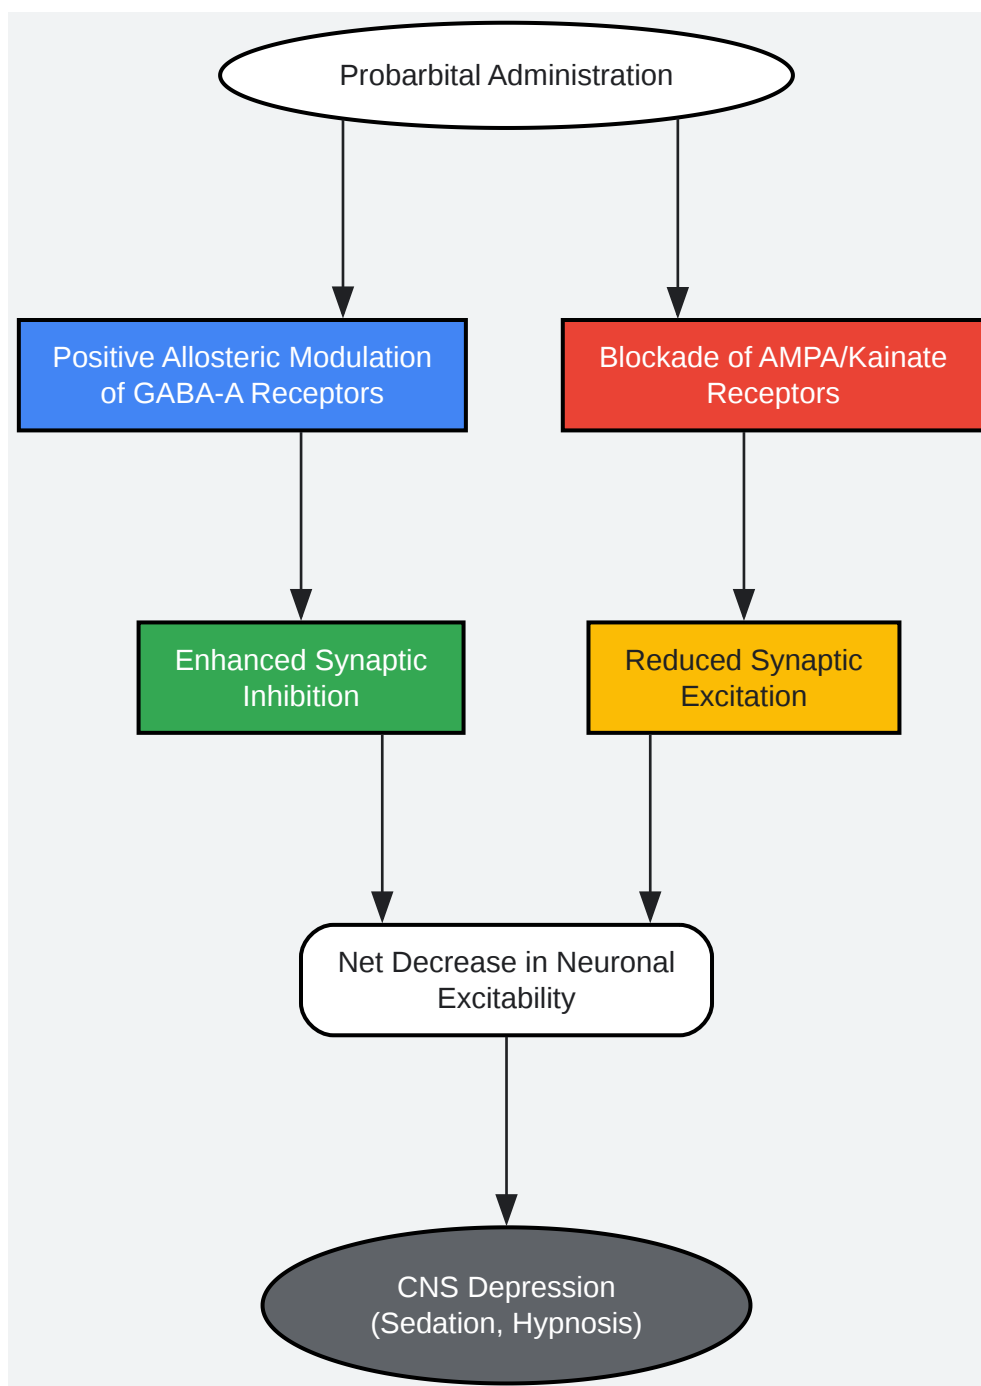 Probarbital Administration
Positive Allosteric Modulation
of GABA-A Receptors
Blockade of AMPA/Kainate
Receptors
Enhanced Synaptic
Inhibition
Reduced Synaptic
Excitation
Net Decrease in Neuronal
Excitability
CNS Depression
(Sedation, Hypnosis)